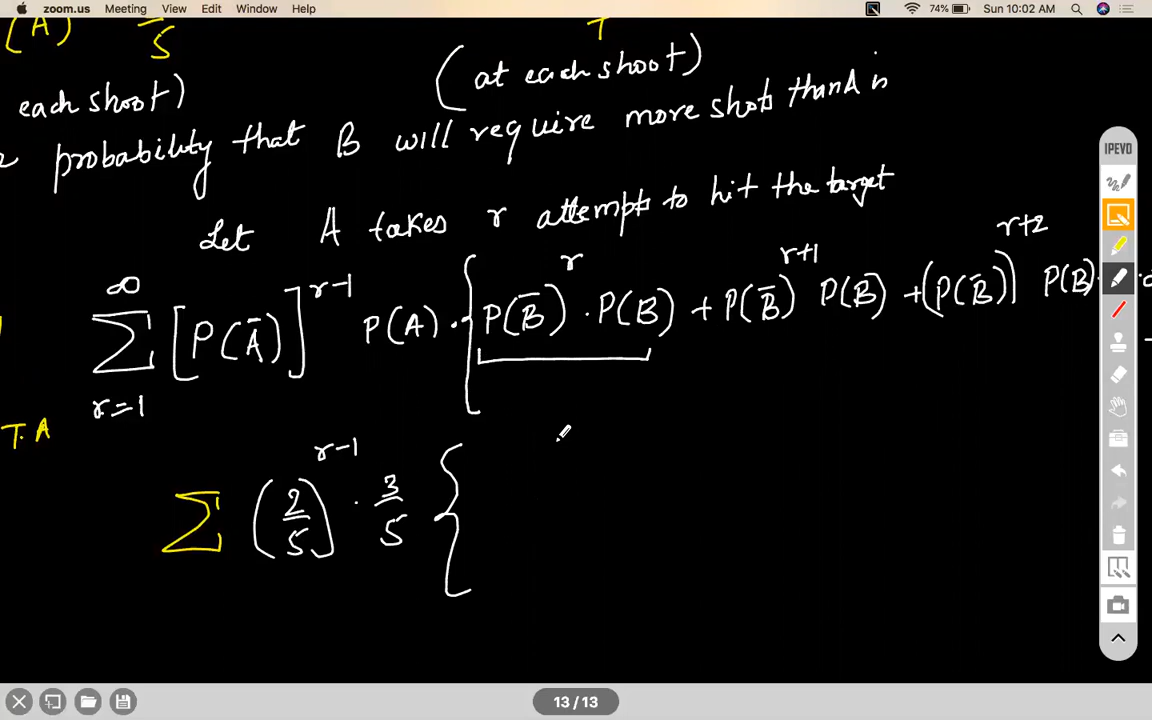 zoom.us Meeting View Edit Window Help 74% Sun 10:02 AM
(A) 5
(at each shoot)
each shoot)
probability that B will require more shots than A is
Let A takes r attempts to hit the target
∞ ∑ r=1 [P(Ā)]^{r-1} P(A) · { P(B̄)^{r} · P(B) + P(B̄)^{r+1} P(B) + (P(B̄))^{r+2} P(B)
T.A
∑ (2/5)^{r-1} · 3/5 {
IPEVO
13 / 13